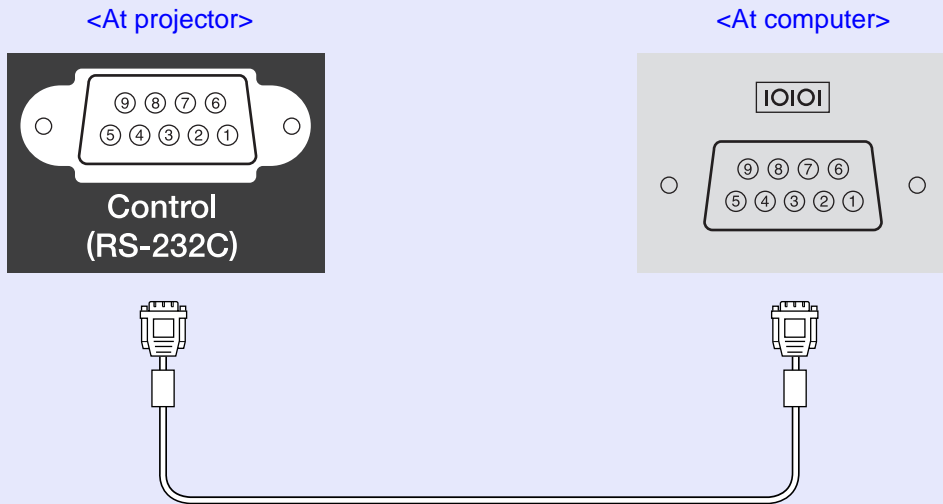 <At projector>
<At computer>
9 8 7 6
5 4 3 2 1
Control
(RS-232C)
IOIOI
9 8 7 6
5 4 3 2 1